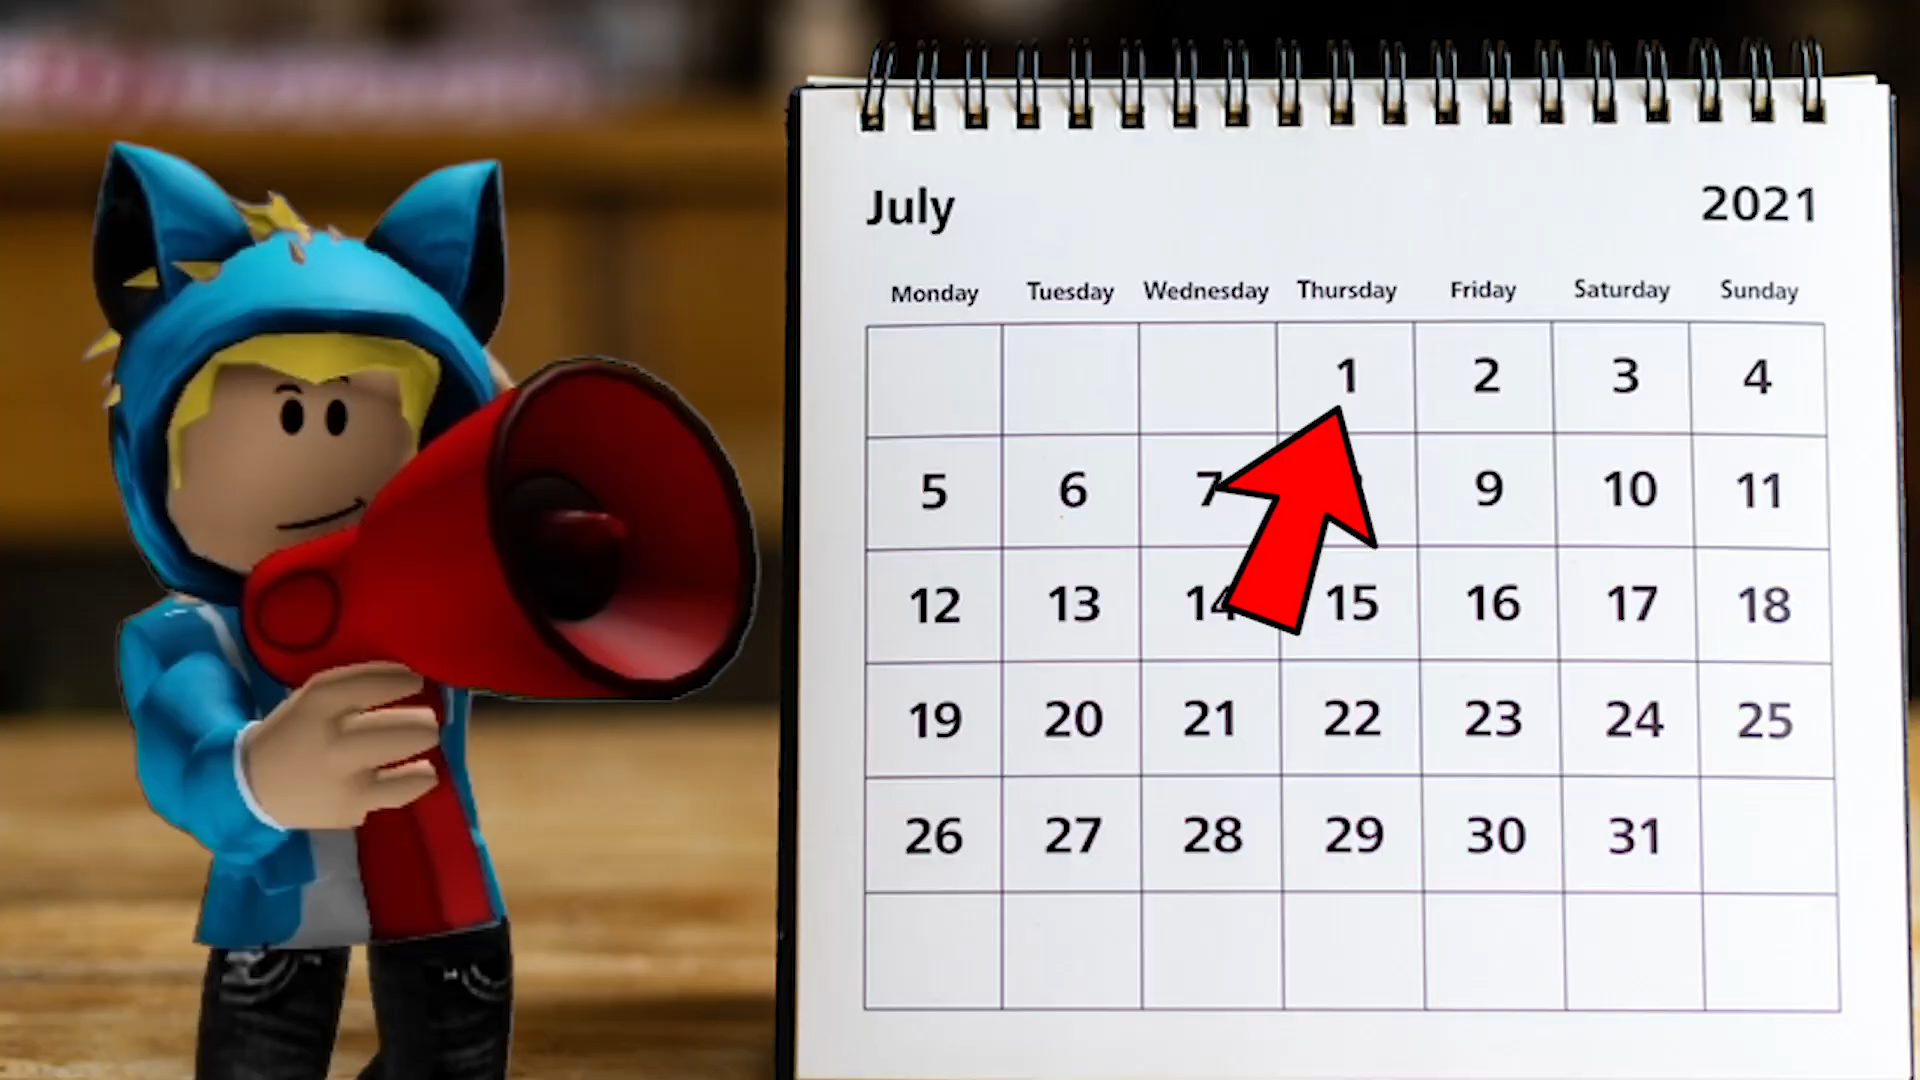 July 2021
Monday Tuesday Wednesday Thursday Friday Saturday Sunday
1 2 3 4
5 6 7 9 10 11
12 13 14 15 16 17 18
19 20 21 22 23 24 25
26 27 28 29 30 31